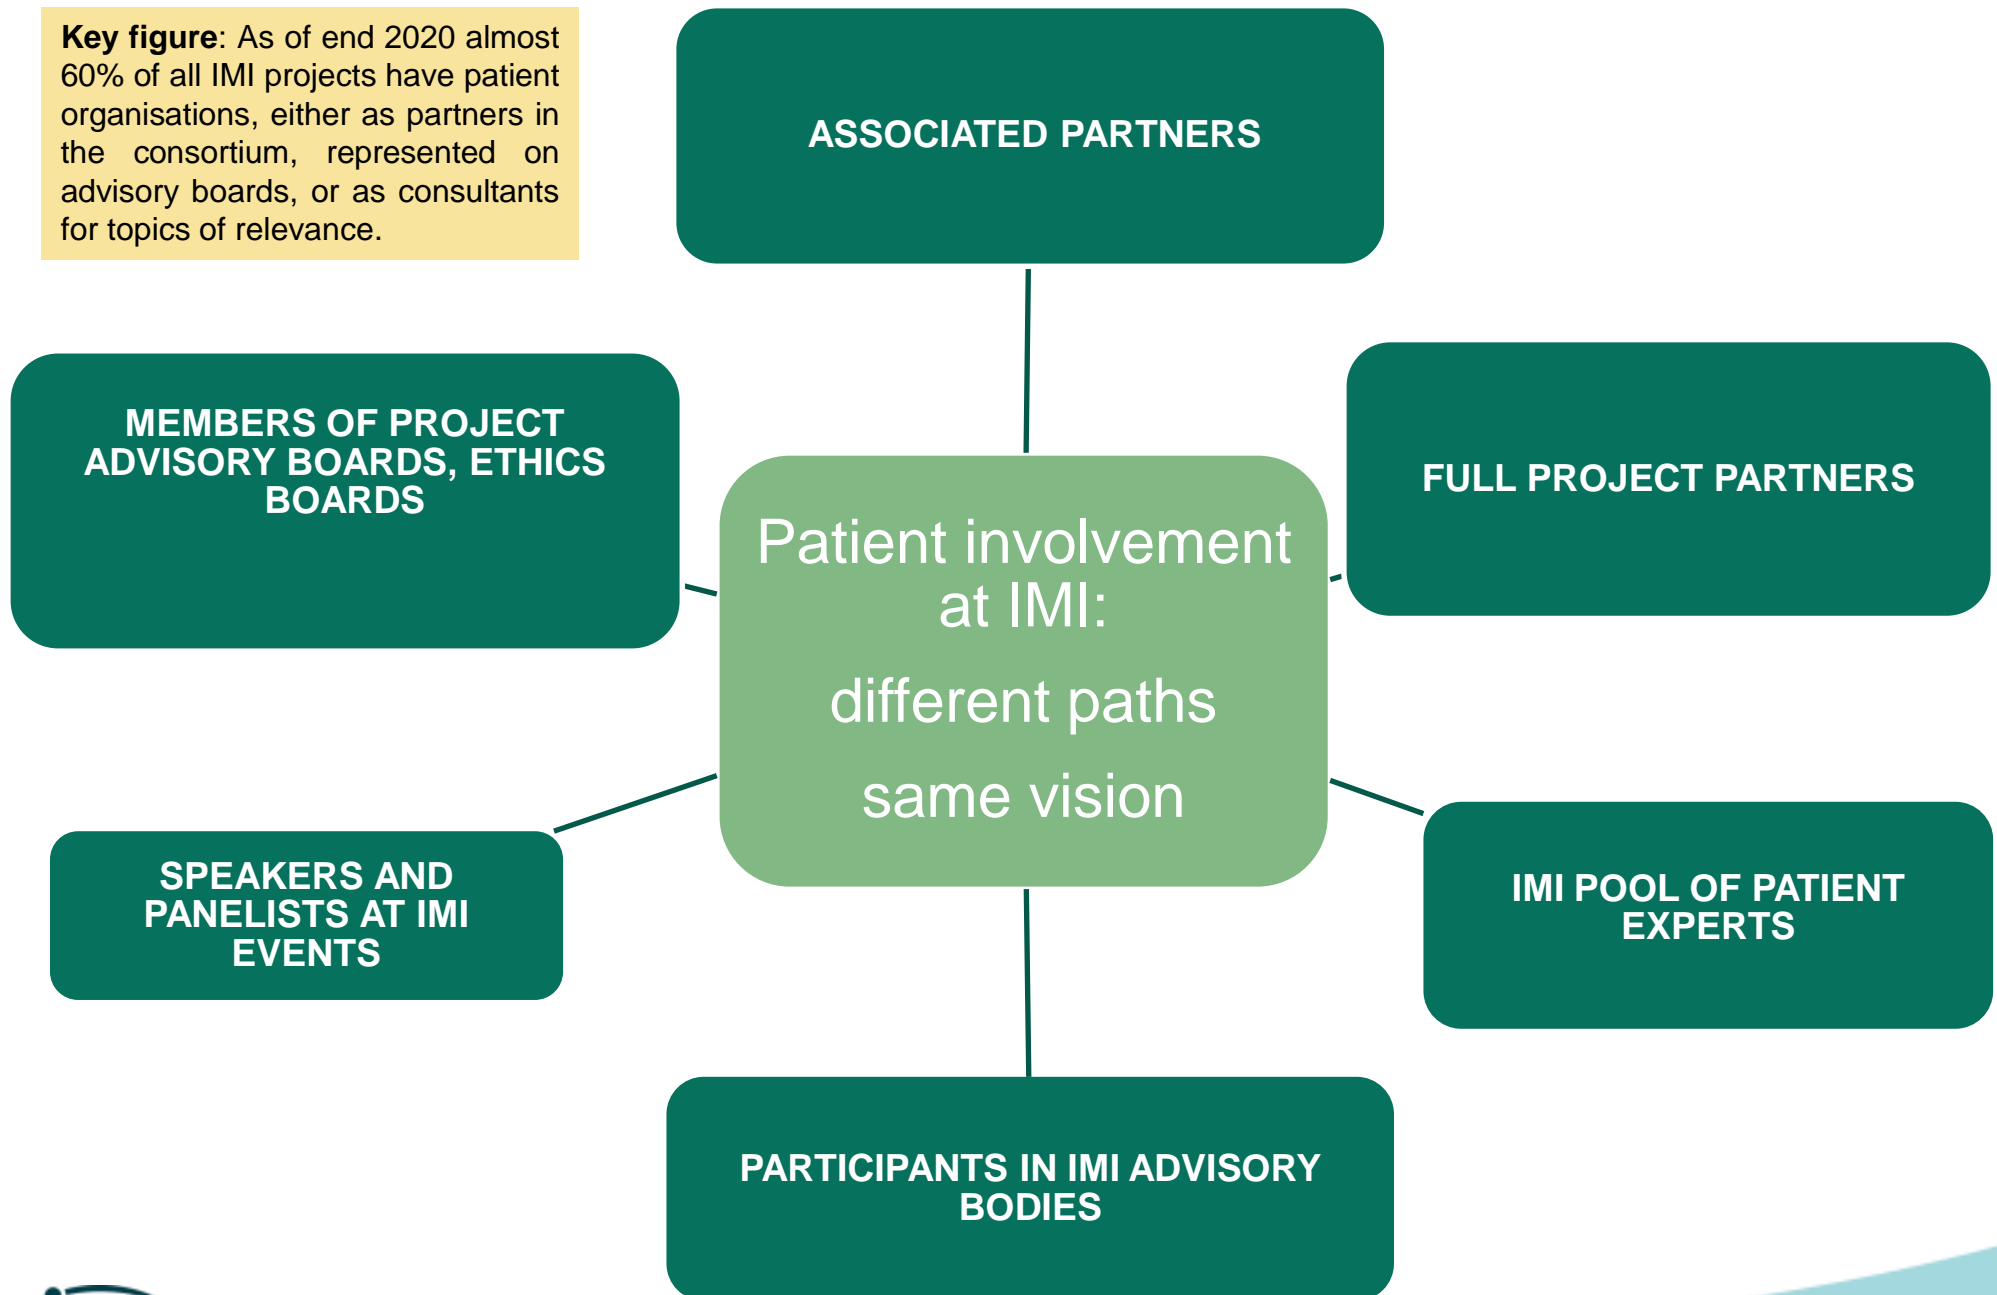 Key figure: As of end 2020 almost
60% of all IMI projects have patient
organisations, either as partners in
the consortium, represented on
advisory boards, or as consultants
for topics of relevance.
ASSOCIATED PARTNERS
MEMBERS OF PROJECT
ADVISORY BOARDS, ETHICS
BOARDS
FULL PROJECT PARTNERS
Patient involvement
at IMI:
different paths
same vision
SPEAKERS AND
PANELISTS AT IMI
EVENTS
IMI POOL OF PATIENT
EXPERTS
PARTICIPANTS IN IMI ADVISORY
BODIES